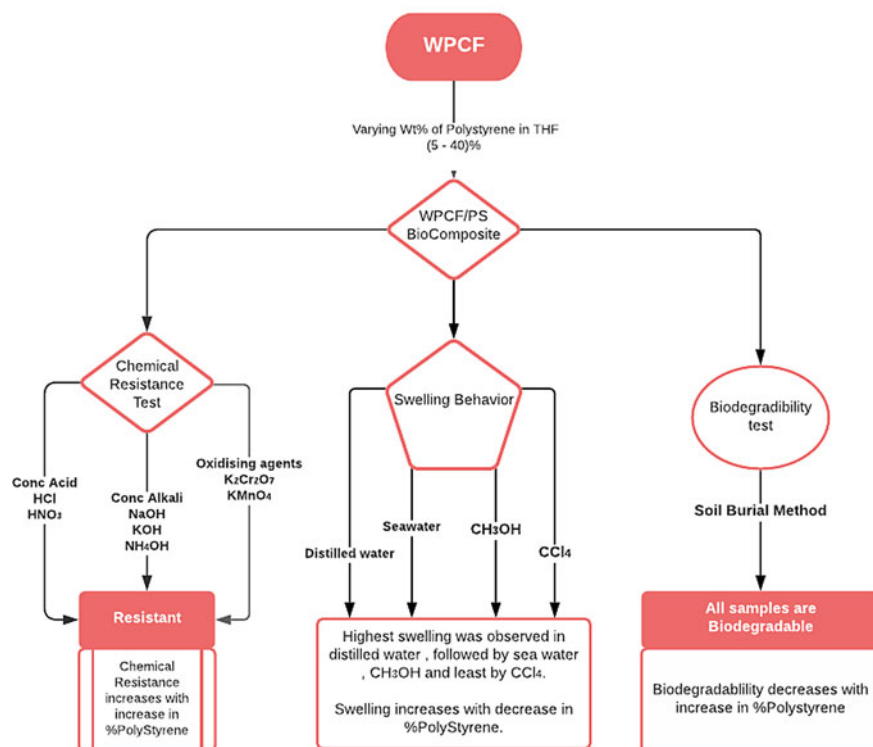 WPCF
Varying Wt% of Polystyrene in THF
(5 - 40)%
WPCF/PS
BioComposite
Chemical
Resistance
Test
Conc Acid
HCl
HNO₃
Conc Alkali
NaOH
KOH
NH₄OH
Oxidising agents
K₂Cr₂O₇
KMnO₄
Resistant
Chemical
Resistance
increases with
increase in
%PolyStyrene
Swelling Behavior
Distilled water
Seawater
CH₃OH
CCl₄
Highest swelling was observed in
distilled water , followed by sea water
, CH₃OH and least by CCl₄.
Swelling increases with decrease in
%PolyStyrene.
Biodegradibility
test
Soil Burial Method
All samples are
Biodegradable
Biodegradablility decreases with
increase in %Polystyrene